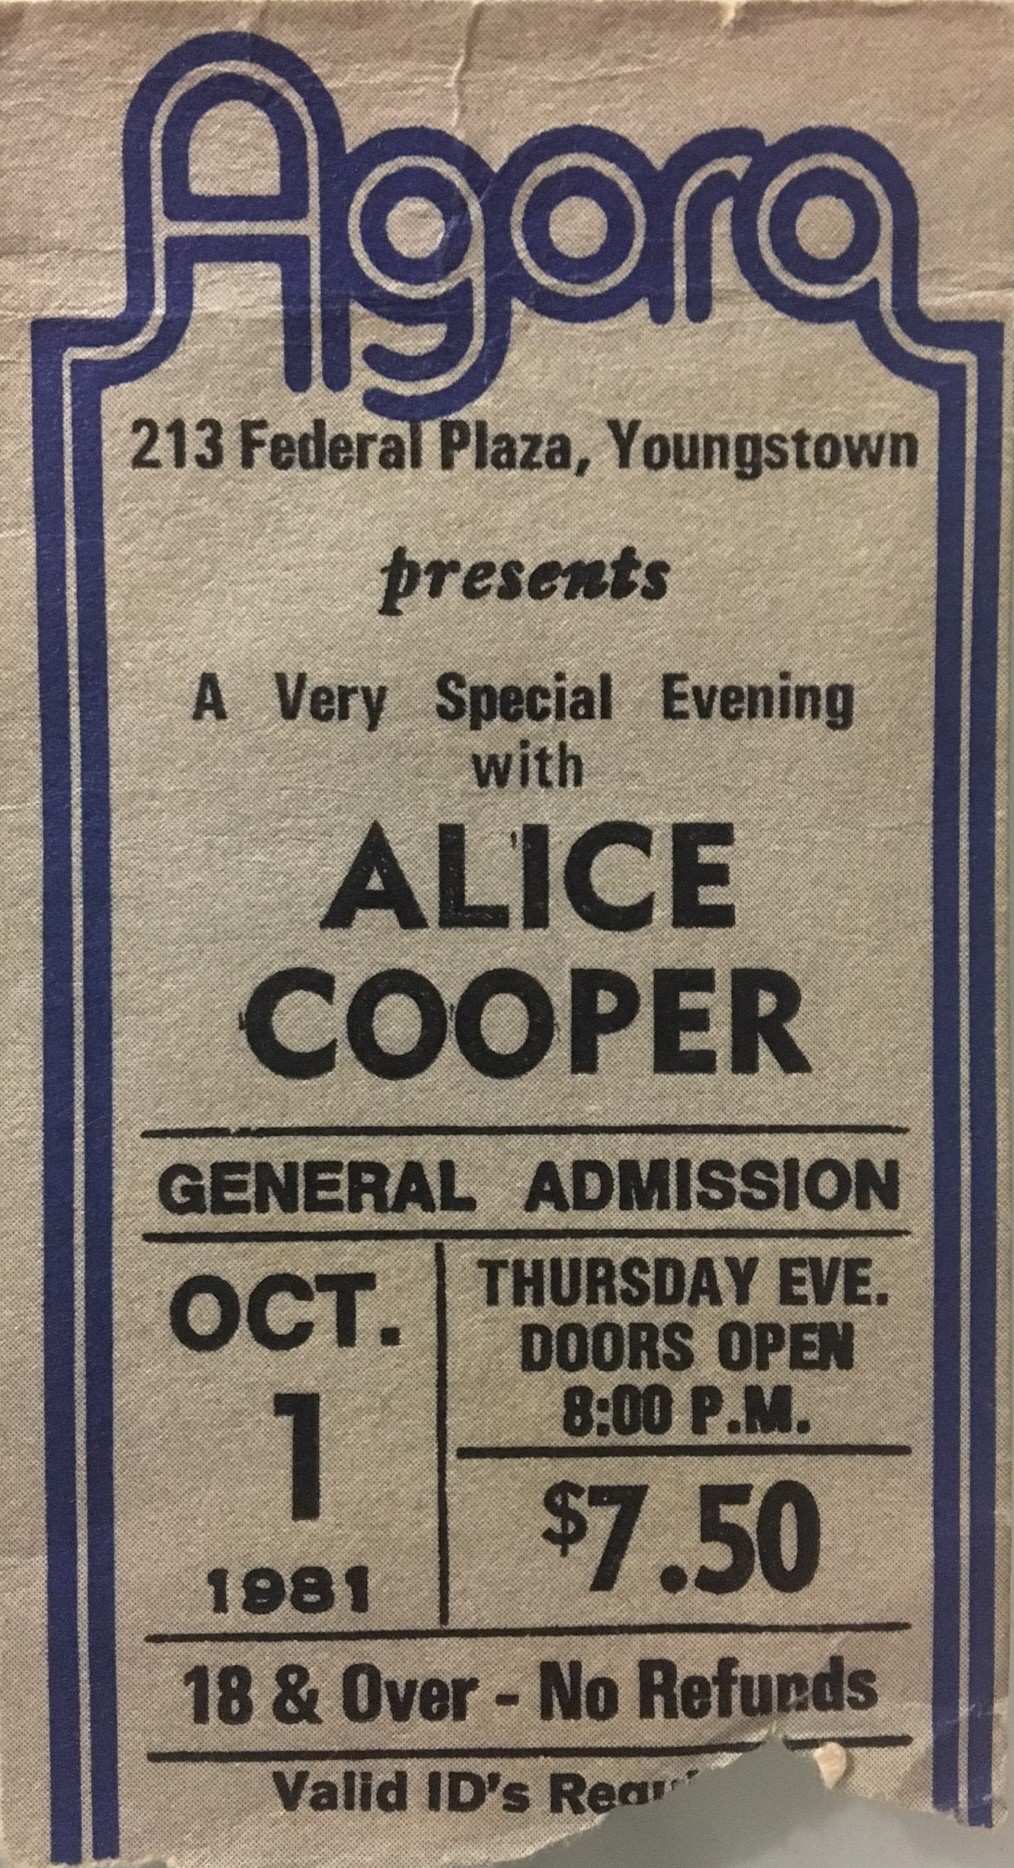 Agora
213 Federal Plaza, Youngstown
presents
A Very Special Evening
with
ALICE
COOPER
GENERAL ADMISSION
OCT.
1
1981
THURSDAY EVE.
DOORS OPEN
8:00 P.M.
$7.50
18 & Over - No Refunds
Valid ID's